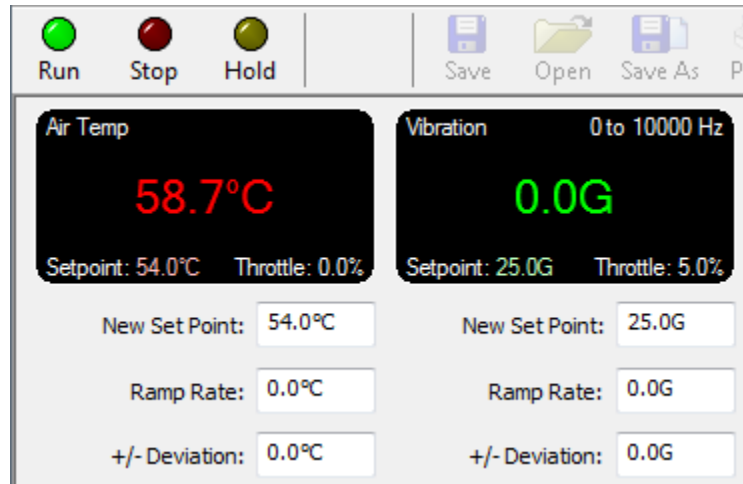 Run Stop Hold Save Open Save As
Air Temp
58.7°C
Setpoint: 54.0°C Throttle: 0.0%
Vibration 0 to 10000 Hz
0.0G
Setpoint: 25.0G Throttle: 5.0%
New Set Point: 54.0°C
Ramp Rate: 0.0°C
+/- Deviation: 0.0°C
New Set Point: 25.0G
Ramp Rate: 0.0G
+/- Deviation: 0.0G